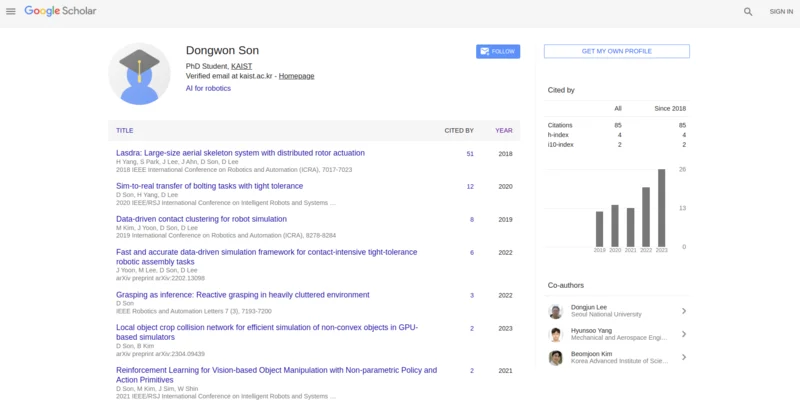 Google Scholar
SIGN IN
Dongwon Son
FOLLOW
PhD Student, KAIST
Verified email at kaist.ac.kr - Homepage
AI for robotics
TITLE CITED BY YEAR
Lasdra: Large-size aerial skeleton system with distributed rotor actuation 51 2018
H Yang, S Park, J Lee, J Ahn, D Son, D Lee
2018 IEEE International Conference on Robotics and Automation (ICRA), 7017-7023
Sim-to-real transfer of bolting tasks with tight tolerance 12 2020
D Son, H Yang, D Lee
2020 IEEE/RSJ International Conference on Intelligent Robots and Systems …
Data-driven contact clustering for robot simulation 8 2019
M Kim, J Yoon, D Son, D Lee
2019 International Conference on Robotics and Automation (ICRA), 8278-8284
Fast and accurate data-driven simulation framework for contact-intensive tight-tolerance 6 2022
robotic assembly tasks
J Yoon, M Lee, D Son, D Lee
arXiv preprint arXiv:2202.13098
Grasping as inference: Reactive grasping in heavily cluttered environment 3 2022
D Son
IEEE Robotics and Automation Letters 7 (3), 7193-7200
Local object crop collision network for efficient simulation of non-convex objects in GPU- 2 2023
based simulators
D Son, B Kim
arXiv preprint arXiv:2304.09439
Reinforcement Learning for Vision-based Object Manipulation with Non-parametric Policy and 2 2021
Action Primitives
D Son, M Kim, J Sim, W Shin
2021 IEEE/RSJ International Conference on Intelligent Robots and Systems …
GET MY OWN PROFILE
Cited by
All Since 2018
Citations 85 85
h-index 4 4
i10-index 2 2
26
13
0
2018 2019 2020 2021 2022 2023
Co-authors
Dongjun Lee
Seoul National University
Hyunsoo Yang
Mechanical and Aerospace Engi…
Beomjoon Kim
Korea Advanced Institute of Scie…